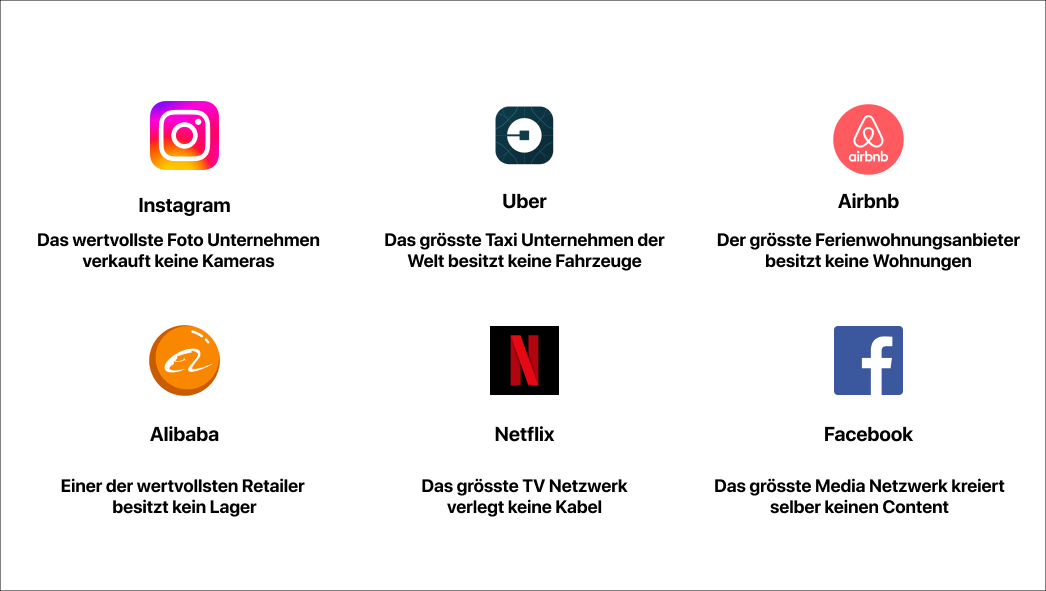 airbnb
Instagram
Uber
Airbnb
Das wertvollste Foto Unternehmen
verkauft keine Kameras
Das grösste Taxi Unternehmen der
Welt besitzt keine Fahrzeuge
Der grösste Ferienwohnungsanbieter
besitzt keine Wohnungen
Alibaba
Netflix
Facebook
Einer der wertvollsten Retailer
besitzt kein Lager
Das grösste TV Netzwerk
verlegt keine Kabel
Das grösste Media Netzwerk kreiert
selber keinen Content